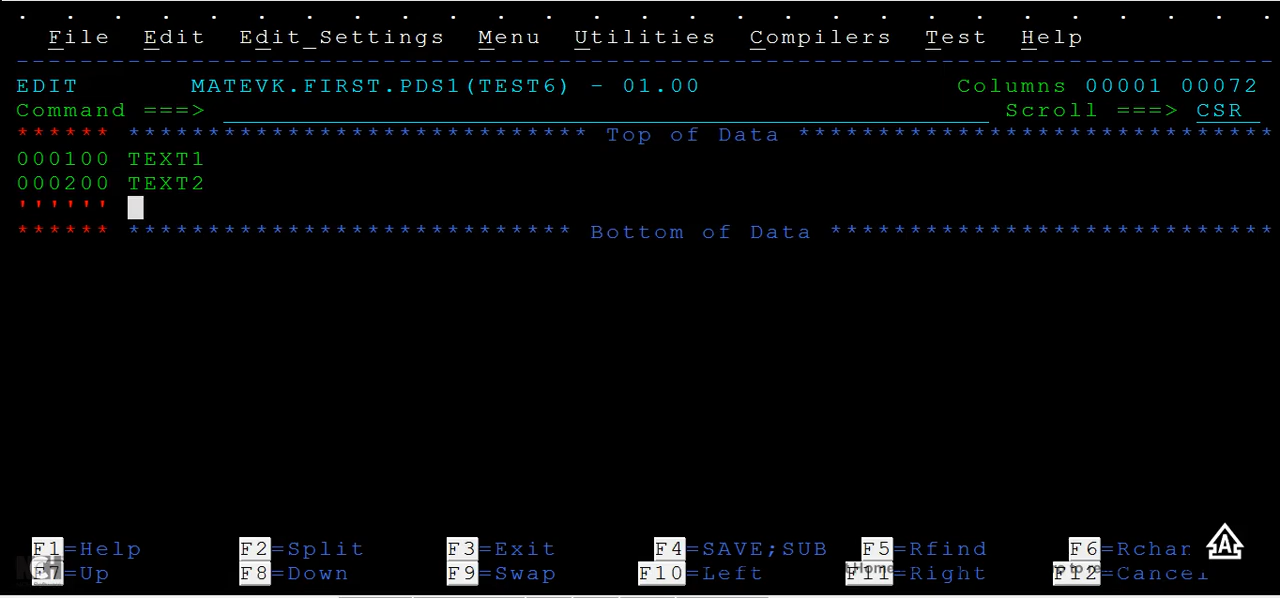 File Edit Edit_Settings Menu Utilities Compilers Test Help
EDIT MATEVK.FIRST.PDS1(TEST6) - 01.00 Columns 00001 00072
Command ===> Scroll ===> CSR
****** ***************************** Top of Data ******************************
000100 TEXT1
000200 TEXT2
''''''
****** **************************** Bottom of Data ****************************
F1=Help F2=Split F3=Exit F4=SAVE;SUB F5=Rfind F6=Rchan
F7=Up F8=Down F9=Swap F10=Left F11=Right F12=Cancel